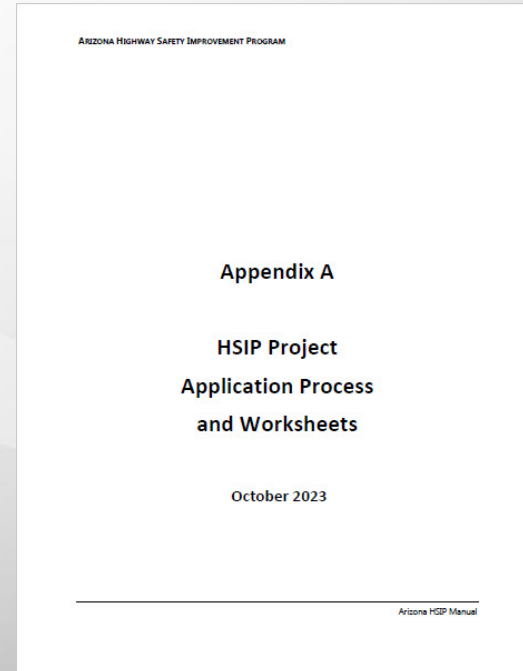 ARIZONA HIGHWAY SAFETY IMPROVEMENT PROGRAM
Appendix A
HSIP Project
Application Process
and Worksheets
October 2023
Arizona HSIP Manual